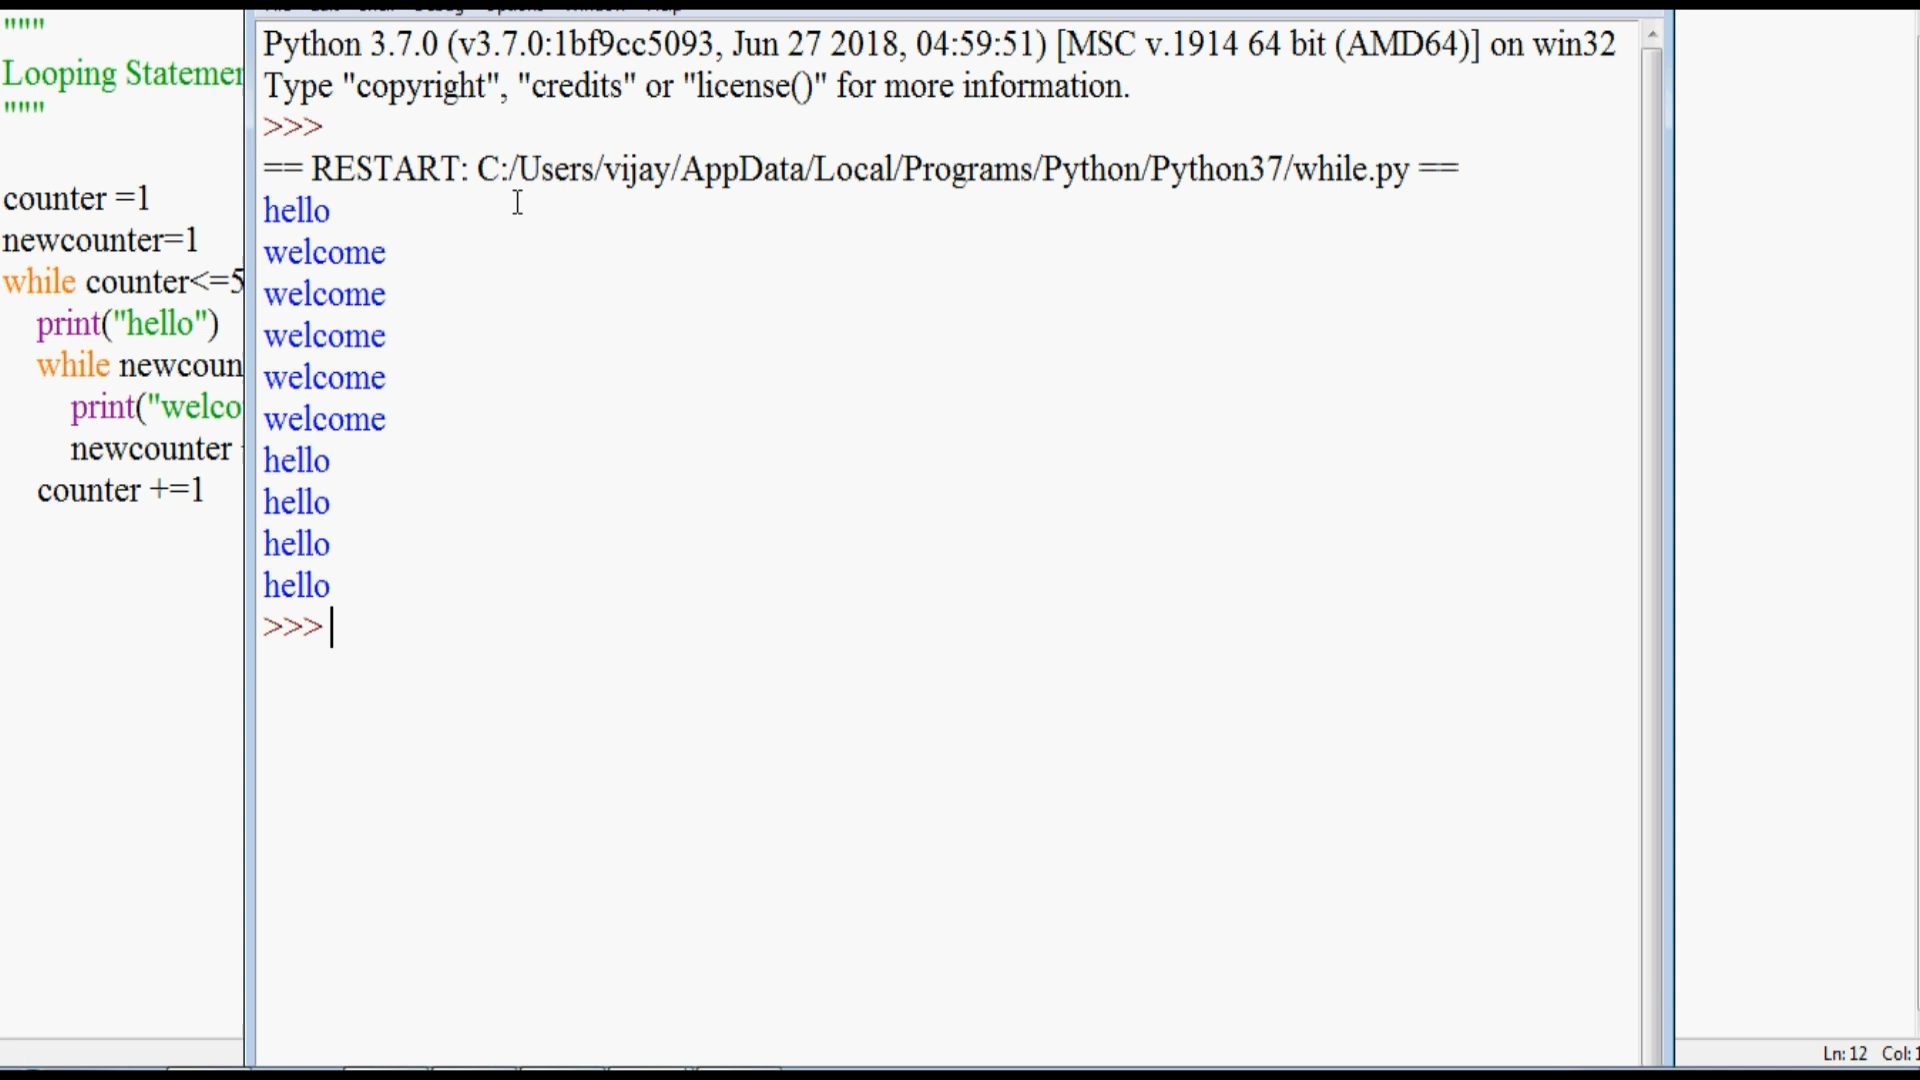 """
Looping
"""
counter =1
newcounter=1
while counter<=5
print("hello")
while
print("
newcounter
counter +=1
Python 3.7.0 (v3.7.0:1bf9cc5093, Jun 27 2018, 04:59:51) [MSC v.1914 64 bit (AMD64)] on win32
Type "copyright", "credits" or "license()" for more information.
>>>
== RESTART: C:/Users/vijay/AppData/Local/Programs/Python/Python37/while.py ==
hello
welcome
welcome
welcome
welcome
welcome
hello
hello
hello
hello
>>>
Ln: 12 Col: 1